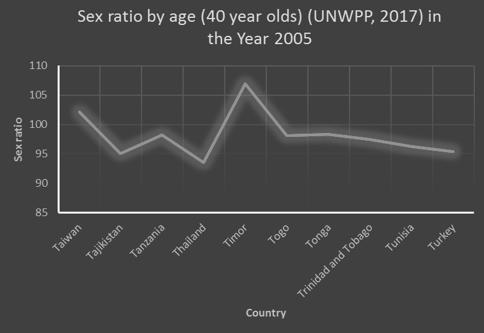 Sex ratio by age (40 year olds) (UNWPP, 2017) in
the Year 2005
110
105
100
95
90
85
Sex ratio
Taiwan
Tajikistan
Tanzania
Thailand
Timor
Togo
Tonga
Trinidad and Tobago
Tunisia
Turkey
Country